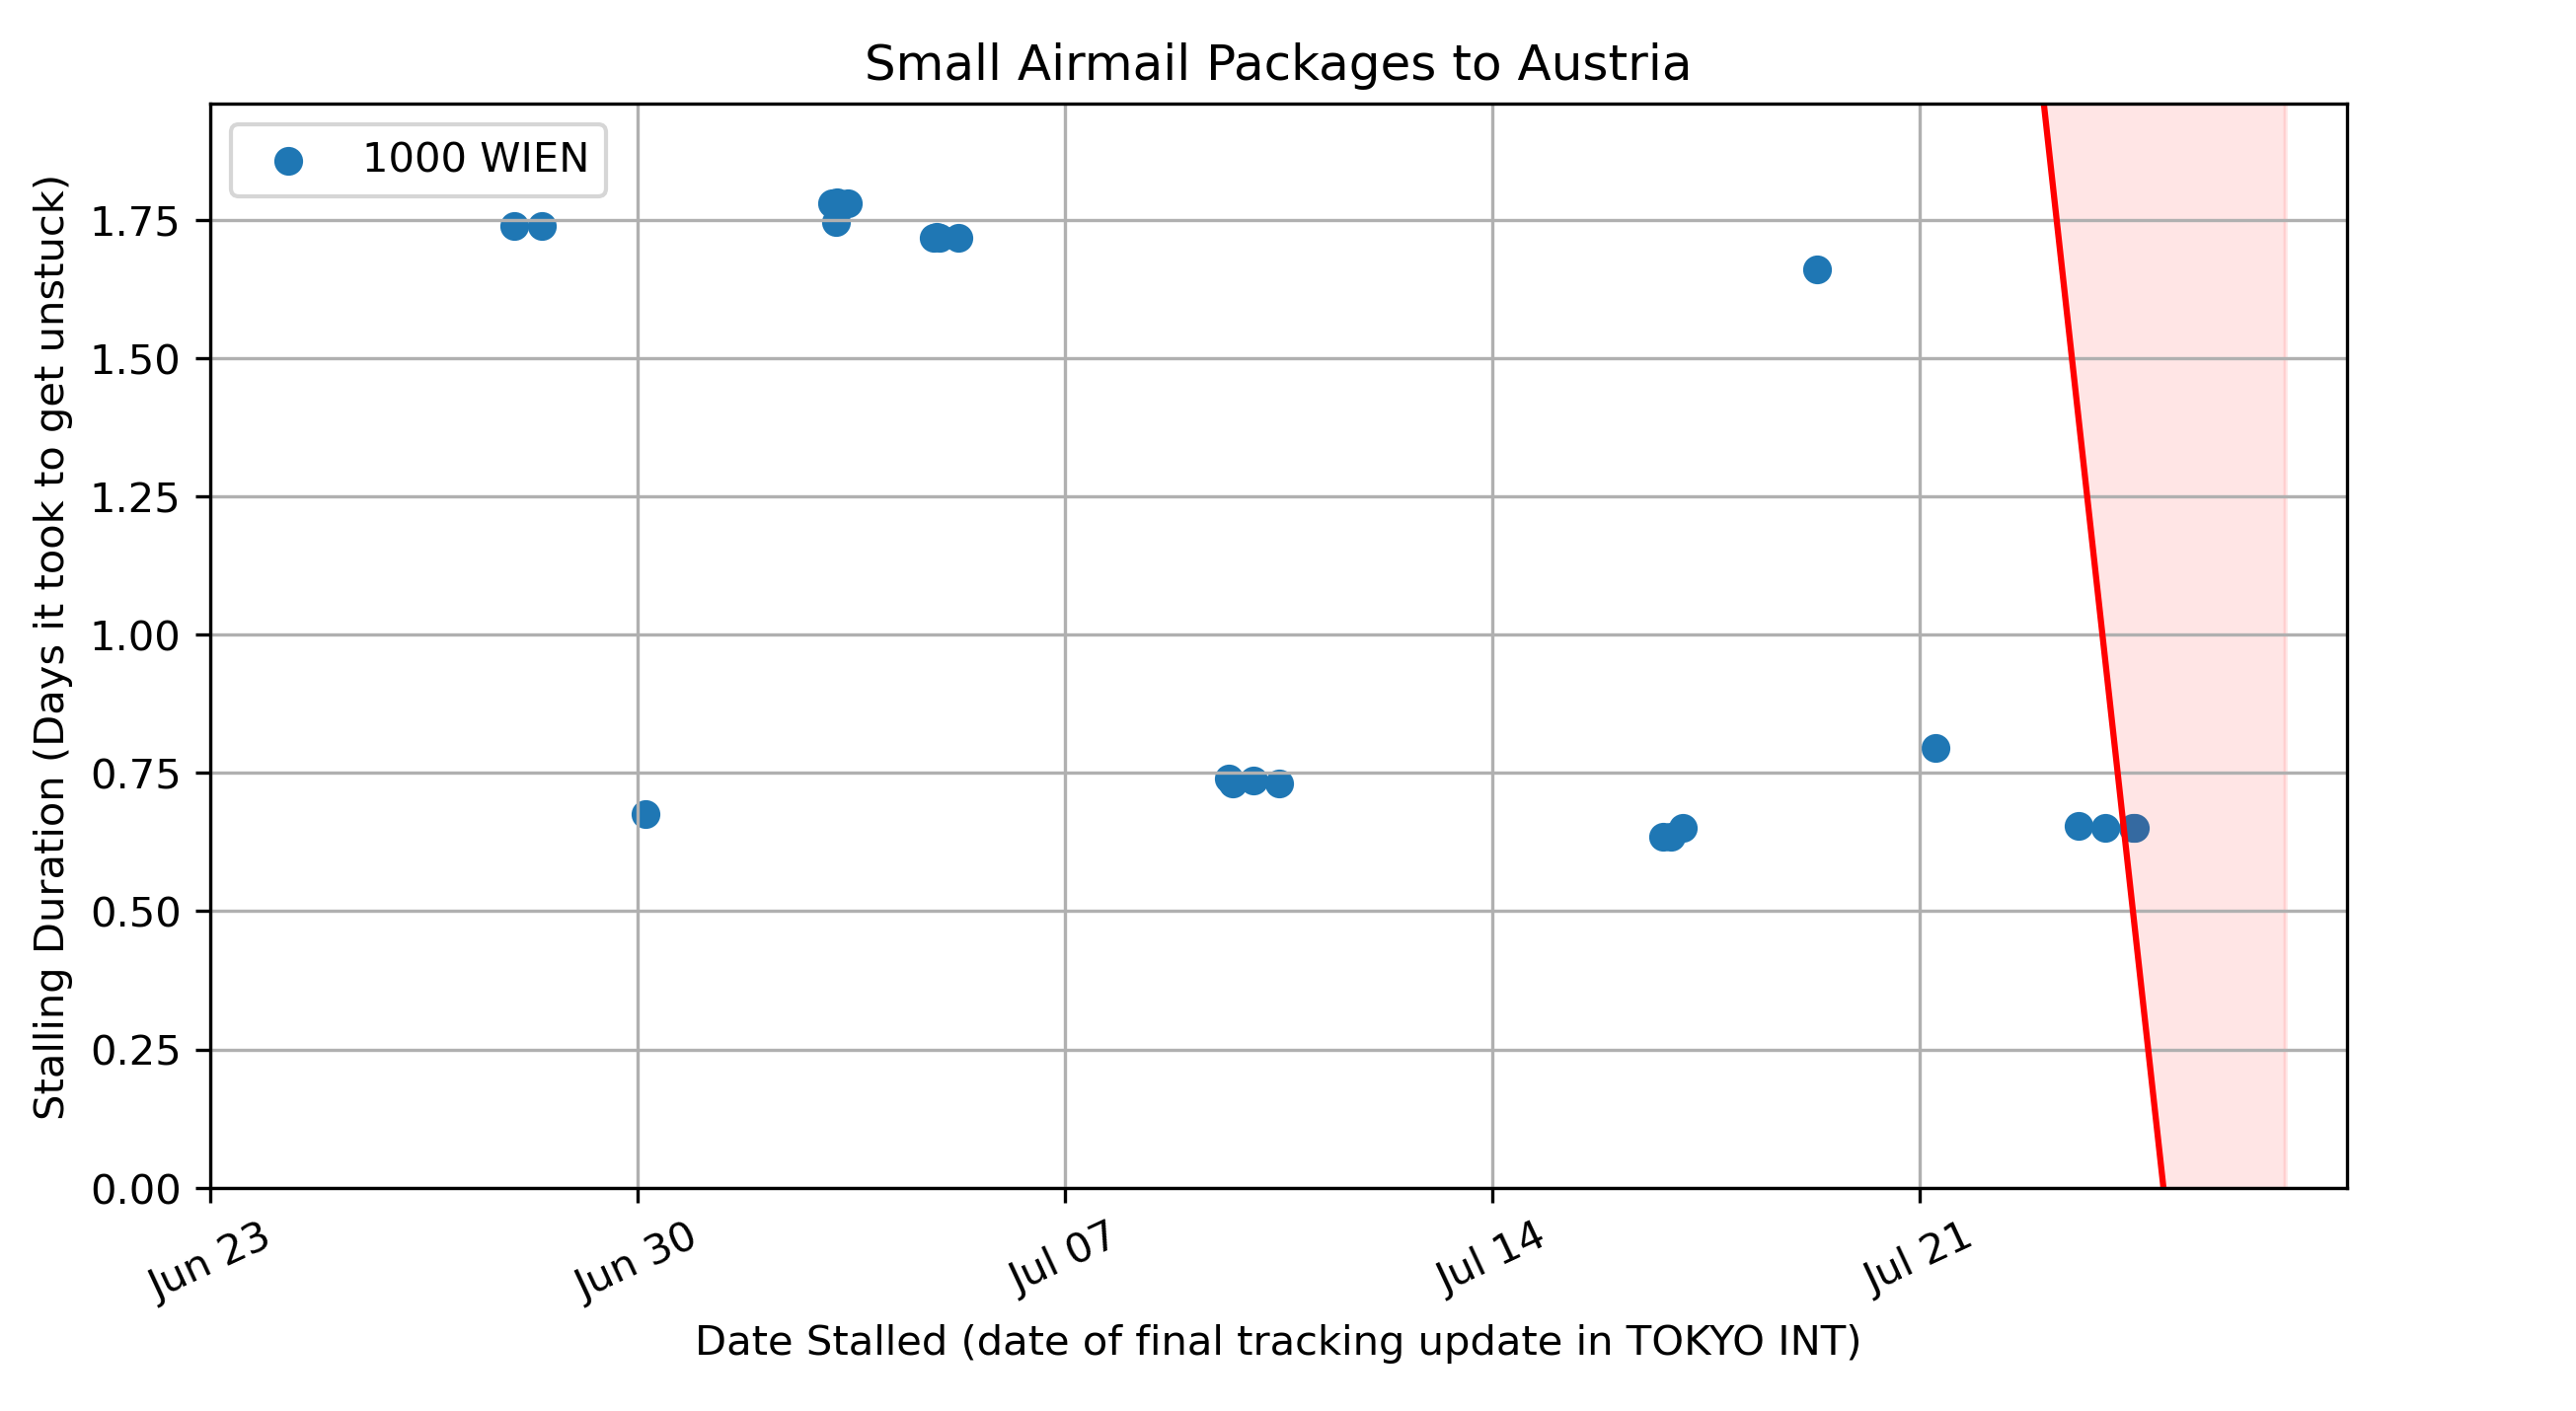 Small Airmail Packages to Austria
1000 WIEN
Stalling Duration (Days it took to get unstuck)
1.75
1.50
1.25
1.00
0.75
0.50
0.25
0.00
Jun 23
Jun 30
Jul 07
Jul 14
Jul 21
Date Stalled (date of final tracking update in TOKYO INT)